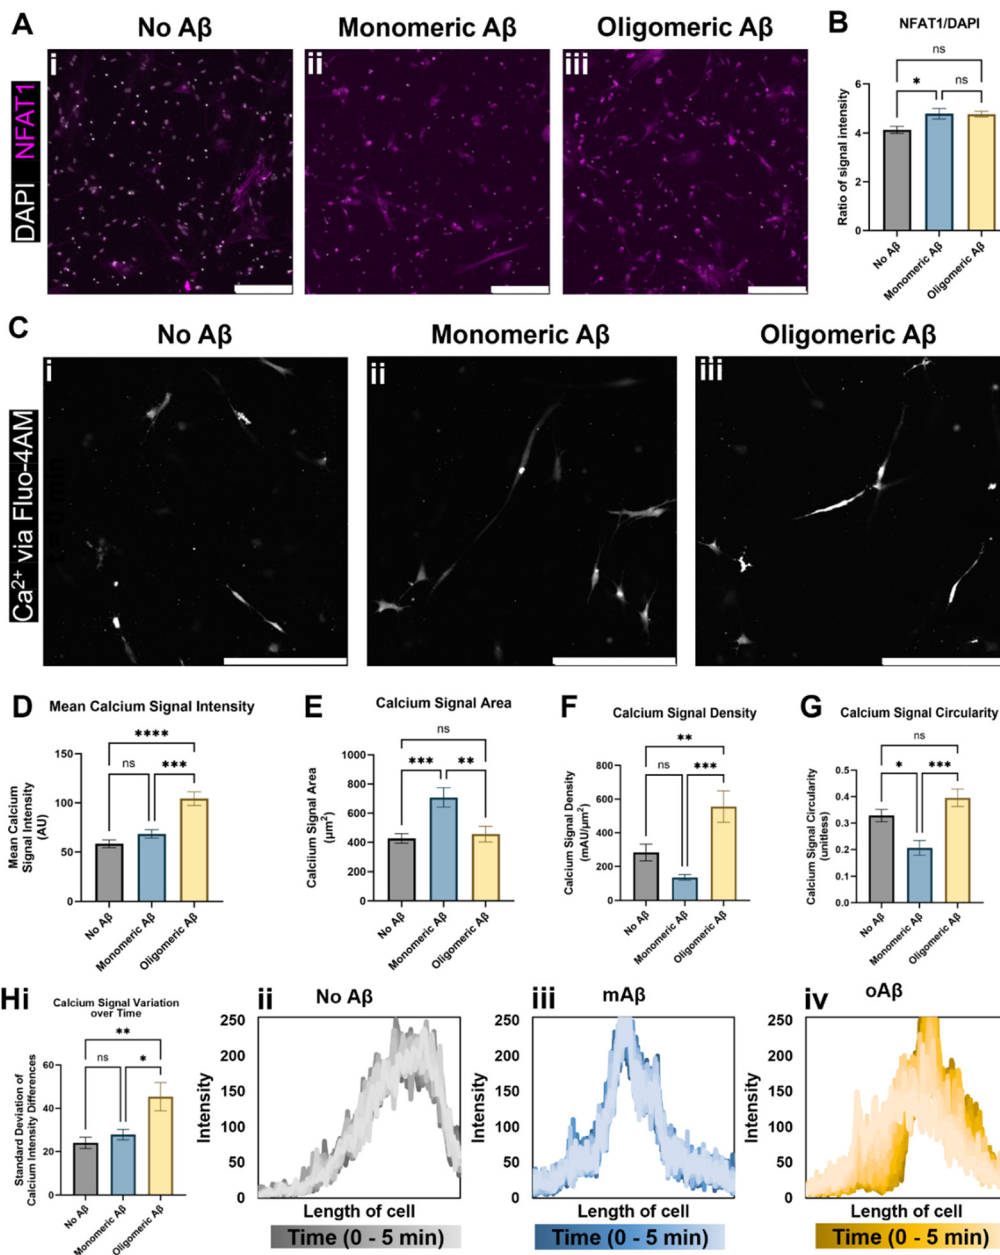 A
No Aβ
Monomeric Aβ
Oligomeric Aβ
DAPI NFAT1
i
ii
iii
B
NFAT1/DAPI
ns
*
ns
Ratio of signal intensity
6
4
2
0
No Aβ
Monomeric Aβ
Oligomeric Aβ
C
No Aβ
Monomeric Aβ
Oligomeric Aβ
Ca²⁺ via Fluo-4AM
i
ii
iii
D
Mean Calcium Signal Intensity
****
ns
***
Mean Calcium
Signal Intensity
(AU)
150
100
50
0
No Aβ
Monomeric Aβ
Oligomeric Aβ
E
Calcium Signal Area
ns
***
**
Calciium Signal Area
(µm²)
1000
800
600
400
200
0
No Aβ
Monomeric Aβ
Oligomeric Aβ
F
Calcium Signal Density
**
ns
***
Calcium Signal Density
(mAU/µm²)
800
600
400
200
0
No Aβ
Monomeric Aβ
Oligomeric Aβ
G
Calcium Signal Circularity
ns
*
***
Calcium Signal Circularity
(unitless)
0.5
0.4
0.3
0.2
0.1
0.0
No Aβ
Monomeric Aβ
Oligomeric Aβ
Hi
Calcium Signal Variation
over Time
**
ns
*
Standard Deviation of
Calcium Intensity Differences
60
40
20
0
No Aβ
Monomeric Aβ
Oligomeric Aβ
ii
No Aβ
Intensity
250
200
150
100
50
0
Length of cell
Time (0 - 5 min)
iii
mAβ
Intensity
250
200
150
100
50
0
Length of cell
Time (0 - 5 min)
iv
oAβ
Intensity
250
200
150
100
50
0
Length of cell
Time (0 - 5 min)